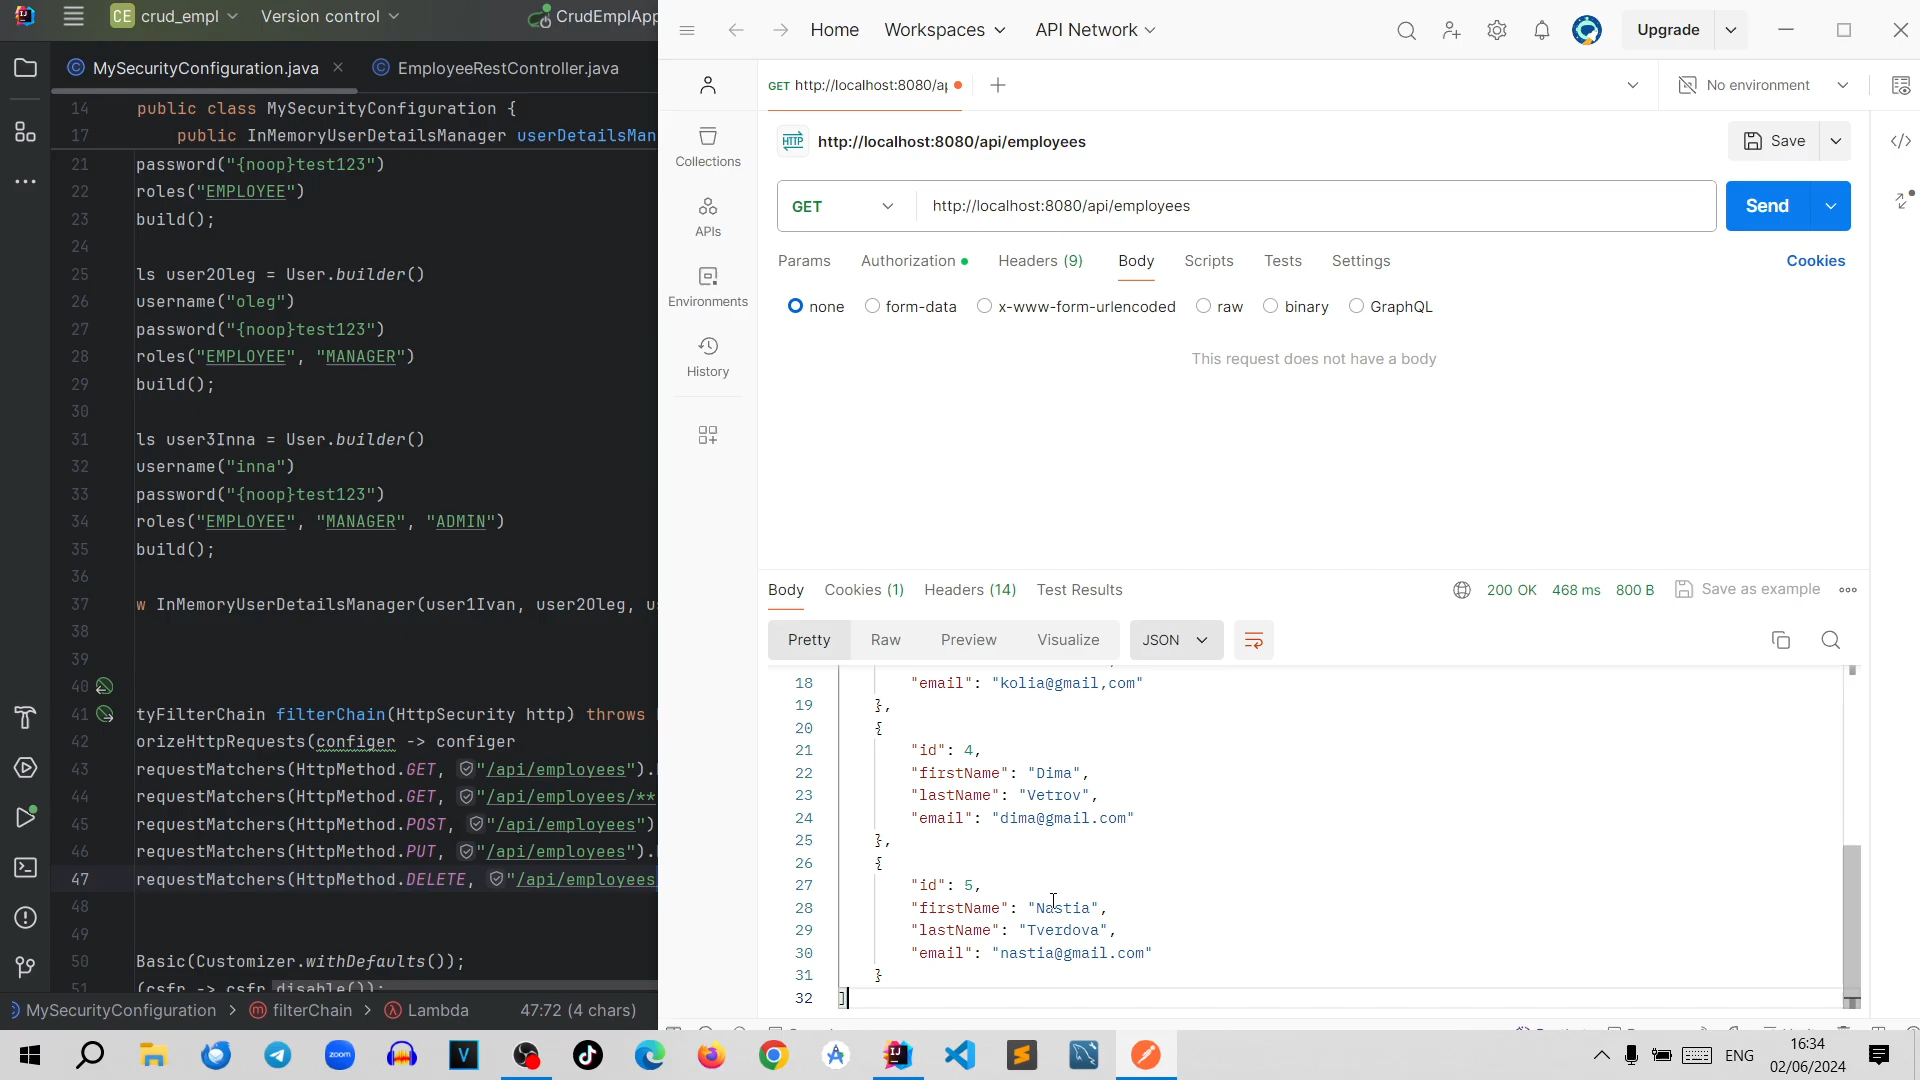 CE crud_empl
Version control
CrudEmplApp
MySecurityConfiguration.java
EmployeeRestController.java
14 public class MySecurityConfiguration {
17 public InMemoryUserDetailsManager userDetailsMan
21 password("{noop}test123")
22 roles("EMPLOYEE")
23 build();
24
25 ls user2Oleg = User.builder()
26 username("oleg")
27 password("{noop}test123")
28 roles("EMPLOYEE", "MANAGER")
29 build();
30
31 ls user3Inna = User.builder()
32 username("inna")
33 password("{noop}test123")
34 roles("EMPLOYEE", "MANAGER", "ADMIN")
35 build();
36
37 w InMemoryUserDetailsManager(user1Ivan, user2Oleg, u
38
39
40
41 tyFilterChain filterChain(HttpSecurity http) throws
42 orizeHttpRequests(configer -> configer
43 requestMatchers(HttpMethod.GET, "/api/employees").
44 requestMatchers(HttpMethod.GET, "/api/employees/**
45 requestMatchers(HttpMethod.POST, "/api/employees")
46 requestMatchers(HttpMethod.PUT, "/api/employees").
47 requestMatchers(HttpMethod.DELETE, "/api/employees
48
49
50 Basic(Customizer.withDefaults());
51 (csfr -> csfr.disable());
MySecurityConfiguration > filterChain > Lambda
47:72 (4 chars)
Home
Workspaces
API Network
Upgrade
GET http://localhost:8080/a
No environment
Collections
APIs
Environments
History
HTTP http://localhost:8080/api/employees
Save
</>
GET
http://localhost:8080/api/employees
Send
Params
Authorization
Headers (9)
Body
Scripts
Tests
Settings
Cookies
none
form-data
x-www-form-urlencoded
raw
binary
GraphQL
This request does not have a body
Body
Cookies (1)
Headers (14)
Test Results
200 OK
468 ms
800 B
Save as example
Pretty
Raw
Preview
Visualize
JSON
18 "email": "kolia@gmail,com"
19 },
20 {
21 "id": 4,
22 "firstName": "Dima",
23 "lastName": "Vetrov",
24 "email": "dima@gmail.com"
25 },
26 {
27 "id": 5,
28 "firstName": "Nastia",
29 "lastName": "Tverdova",
30 "email": "nastia@gmail.com"
31 }
32 ]
zoom
V
ENG
16:34
02/06/2024